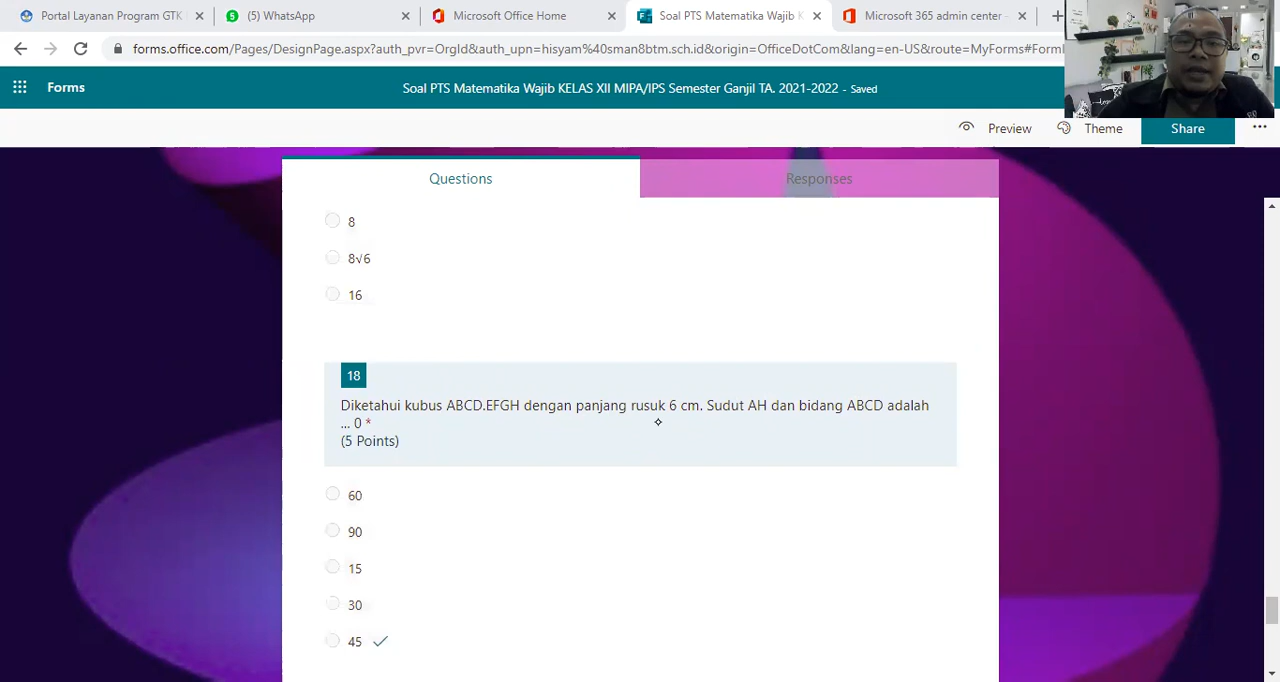 Portal Layanan Program GTK
(5) WhatsApp
Microsoft Office Home
Soal PTS Matematika Wajib K
Microsoft 365 admin center -
forms.office.com/Pages/DesignPage.aspx?auth_pvr=OrgId&auth_upn=hisyam%40sman8btm.sch.id&origin=OfficeDotCom&lang=en-US&route=MyForms#FormI
Forms
Soal PTS Matematika Wajib KELAS XII MIPA/IPS Semester Ganjil TA. 2021-2022 - Saved
Preview
Theme
Share
Questions
Responses
8
8√6
16
18
Diketahui kubus ABCD.EFGH dengan panjang rusuk 6 cm. Sudut AH dan bidang ABCD adalah
... 0 *
(5 Points)
60
90
15
30
45